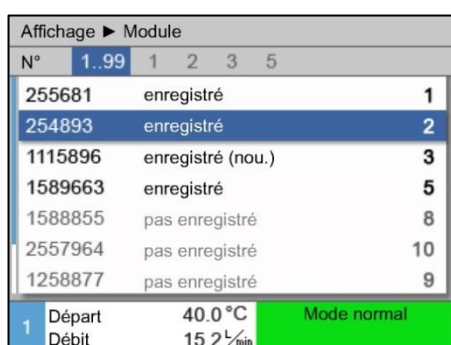 Affichage ► Module
N° 1..99 1 2 3 5
255681 enregistré 1
254893 enregistré 2
1115896 enregistré (nou.) 3
1589663 enregistré 5
1588855 pas enregistré 8
2557964 pas enregistré 10
1258877 pas enregistré 9
1 Départ 40.0 °C Mode normal
Débit 15.2 L/min